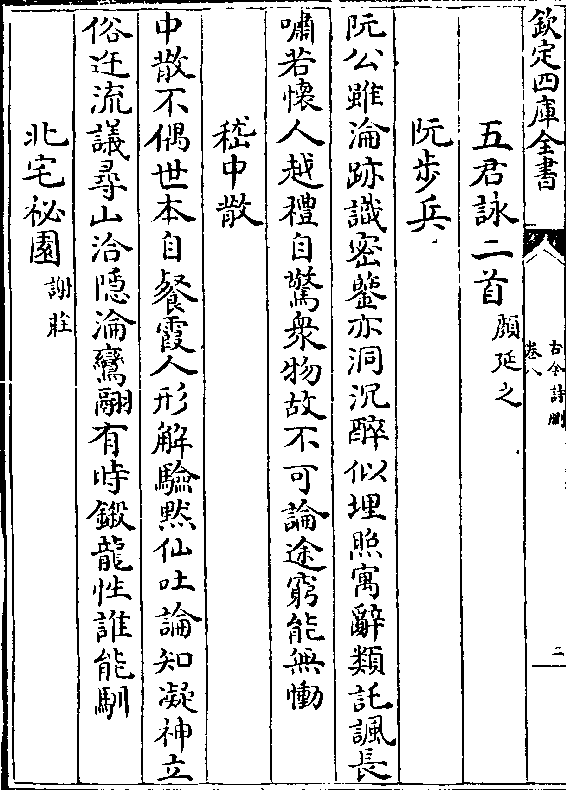 欽定四庫全書
古今詩刪
卷八
二
五君詠二首 顔延之
阮步兵
阮公雖淪跡識密鑒亦洞沉醉似埋照寓辭類託諷長
嘯若懷人越禮自驚衆物故不可論途窮能無慟
嵇中散
中散不偶世本自餐霞人形解驗黙仙吐論知凝神立
俗迕流議尋山洽隱淪鸞翮有時鎩龍性誰能馴
北宅祕園 謝莊